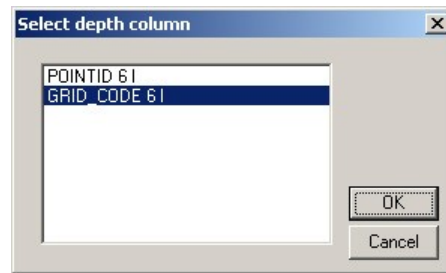 Select depth column
POINTID 6 I
GRID_CODE 6 I
OK
Cancel